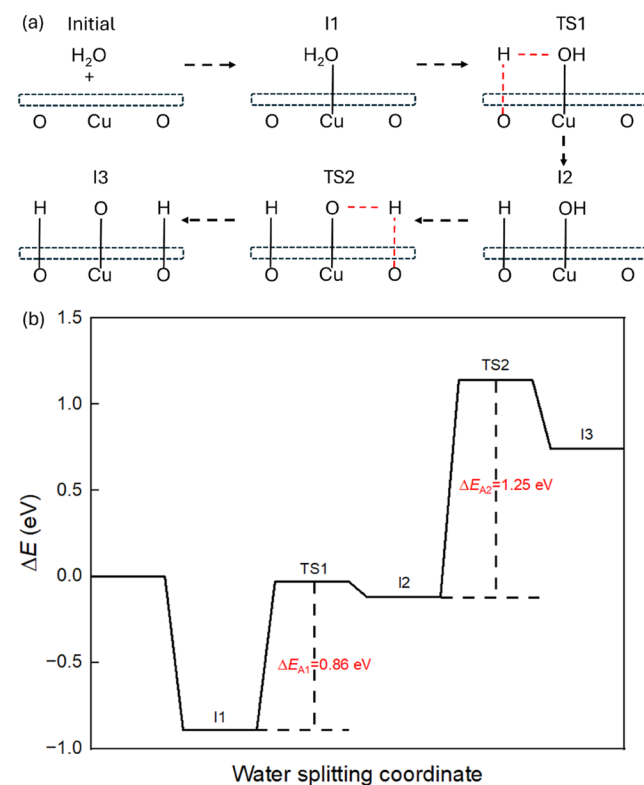 (a)
Initial I1 TS1
H₂O H₂O H OH
+
O Cu O O Cu O O Cu O
I3 TS2 I2
H O H H O H H OH
O Cu O O Cu O O Cu O
(b)
1.5
1.0
0.5
0.0
−0.5
−1.0
ΔE (eV)
TS2
I3
ΔE_A2=1.25 eV
TS1
I2
ΔE_A1=0.86 eV
I1
Water splitting coordinate